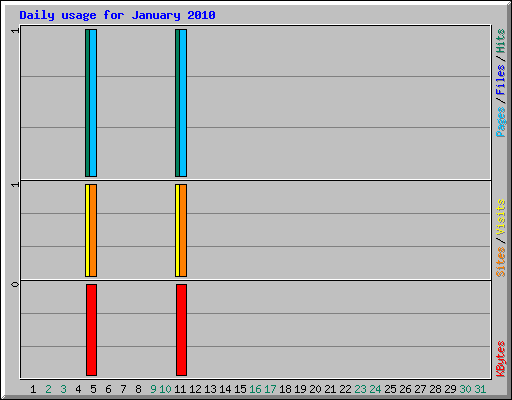 Daily usage for January 2010
1
1
0
Pages/Files/Hits
Sites/Visits
KBytes
1 2 3 4 5 6 7 8 9 10 11 12 13 14 15 16 17 18 19 20 21 22 23 24 25 26 27 28 29 30 31